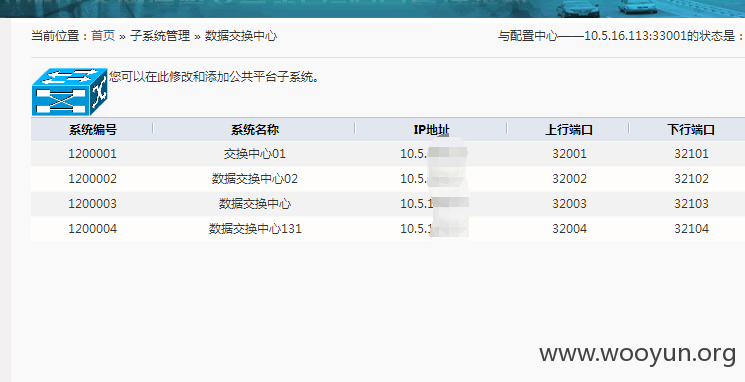 当前位置：首页 » 子系统管理 » 数据交换中心 与配置中心——10.5.16.113:33001的状态是：
您可以在此修改和添加公共平台子系统。
系统编号 系统名称 IP地址 上行端口 下行端口
1200001 交换中心01 10.5. 32001 32101
1200002 数据交换中心02 10.5. 32002 32102
1200003 数据交换中心 10.5.1 32003 32103
1200004 数据交换中心131 10.5.1 32004 32104
www.wooyun.org